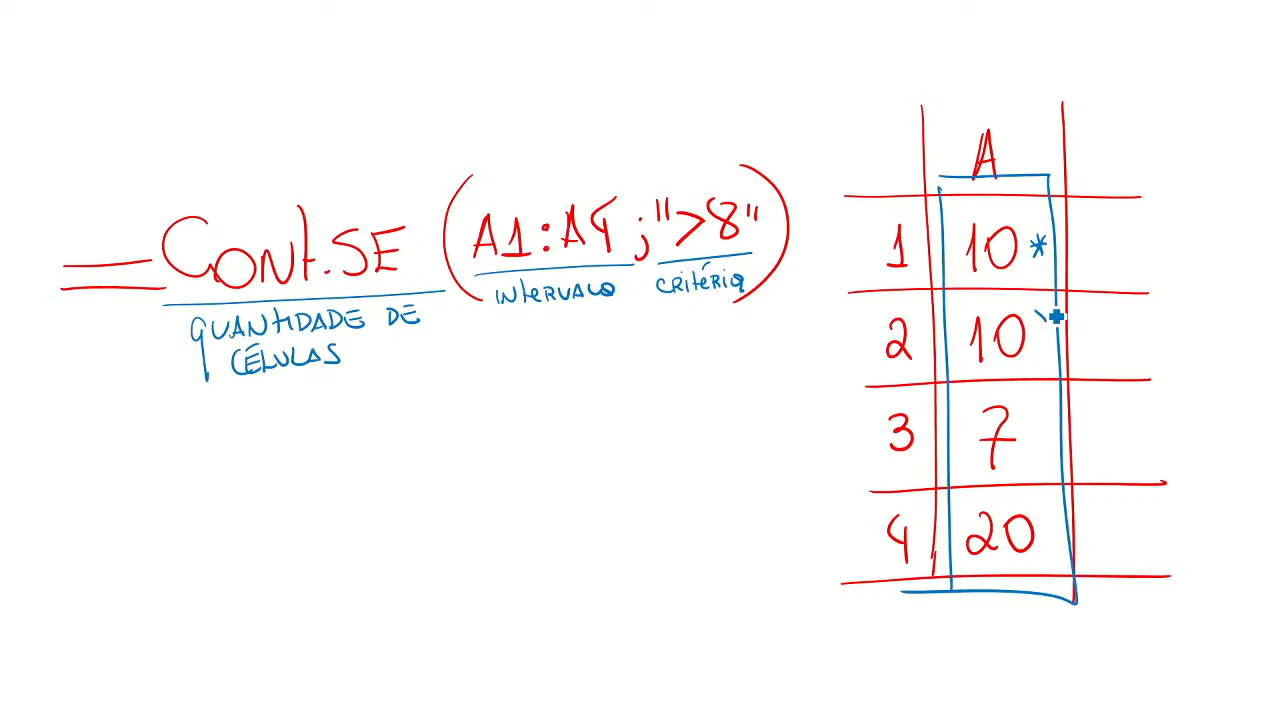 =CONT.SE (A1:A4;">8")
INTERVALO CRITÉRIO
QUANTIDADE DE
CÉLULAS
A
1 10 *
2 10
3 7
4 20